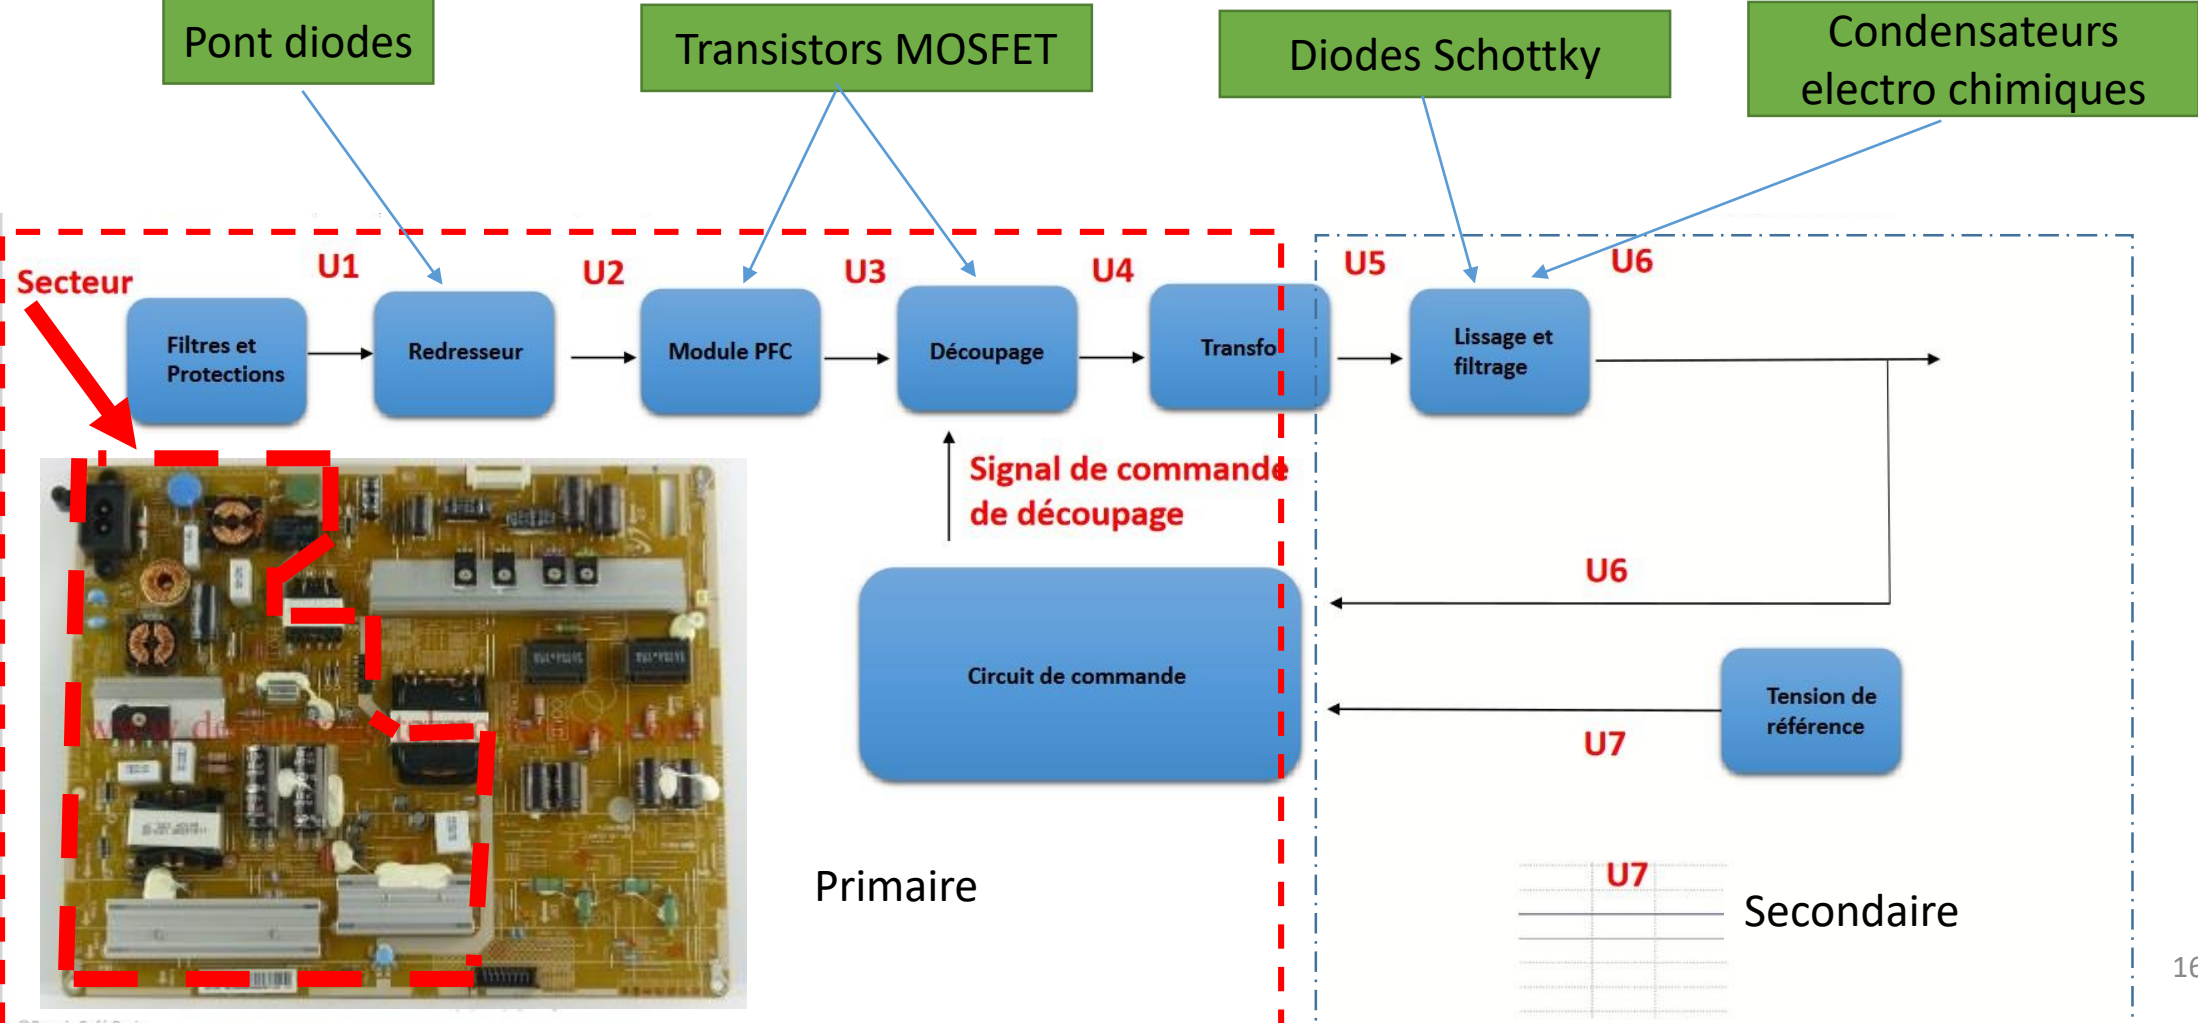 Pont diodes
Transistors MOSFET
Diodes Schottky
Condensateurs
electro chimiques
Secteur
U1
U2
U3
U4
U5
U6
Filtres et
Protections
Redresseur
Module PFC
Découpage
Transfo
Lissage et
filtrage
Signal de commande
de découpage
U6
Circuit de commande
Tension de
référence
U7
Primaire
U7
Secondaire
16